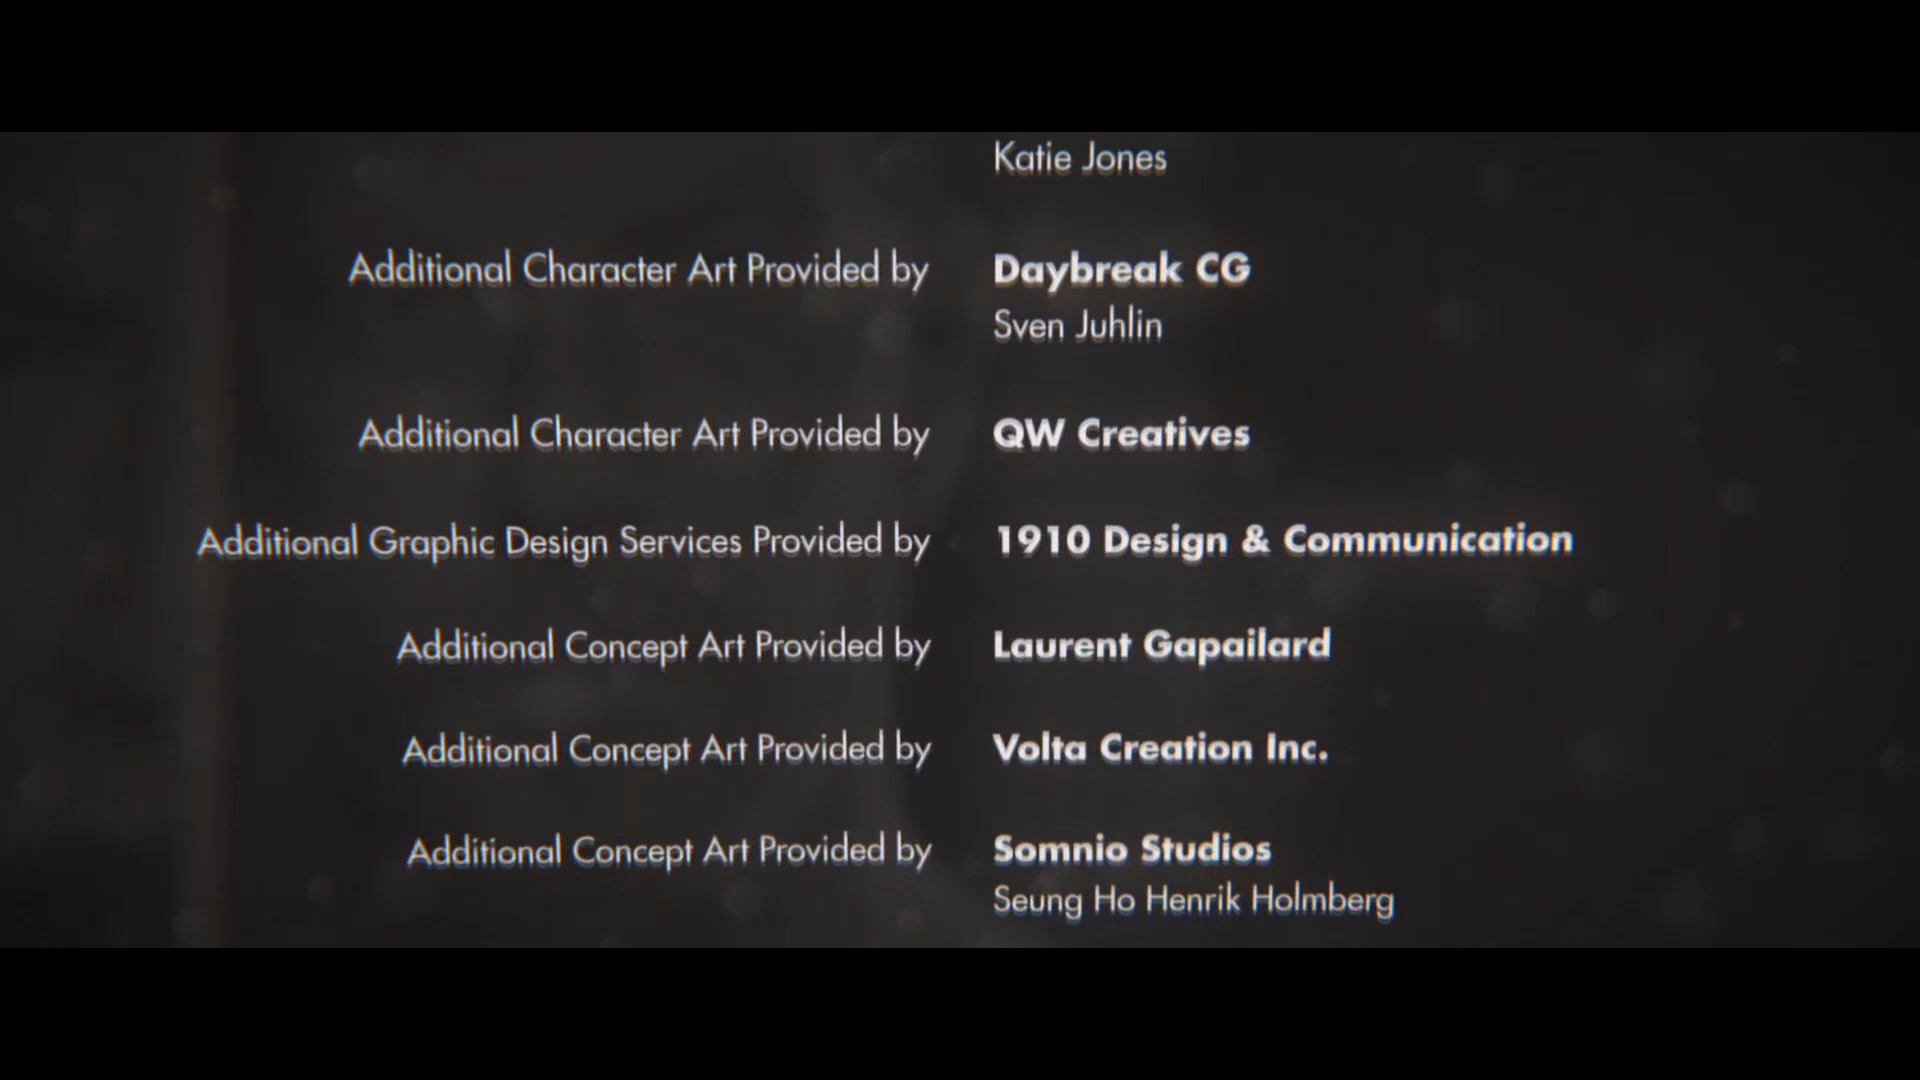 Katie Jones
Additional Character Art Provided by Daybreak CG
Sven Juhlin
Additional Character Art Provided by QW Creatives
Additional Graphic Design Services Provided by 1910 Design & Communication
Additional Concept Art Provided by Laurent Gapailard
Additional Concept Art Provided by Volta Creation Inc.
Additional Concept Art Provided by Somnio Studios
Seung Ho Henrik Holmberg